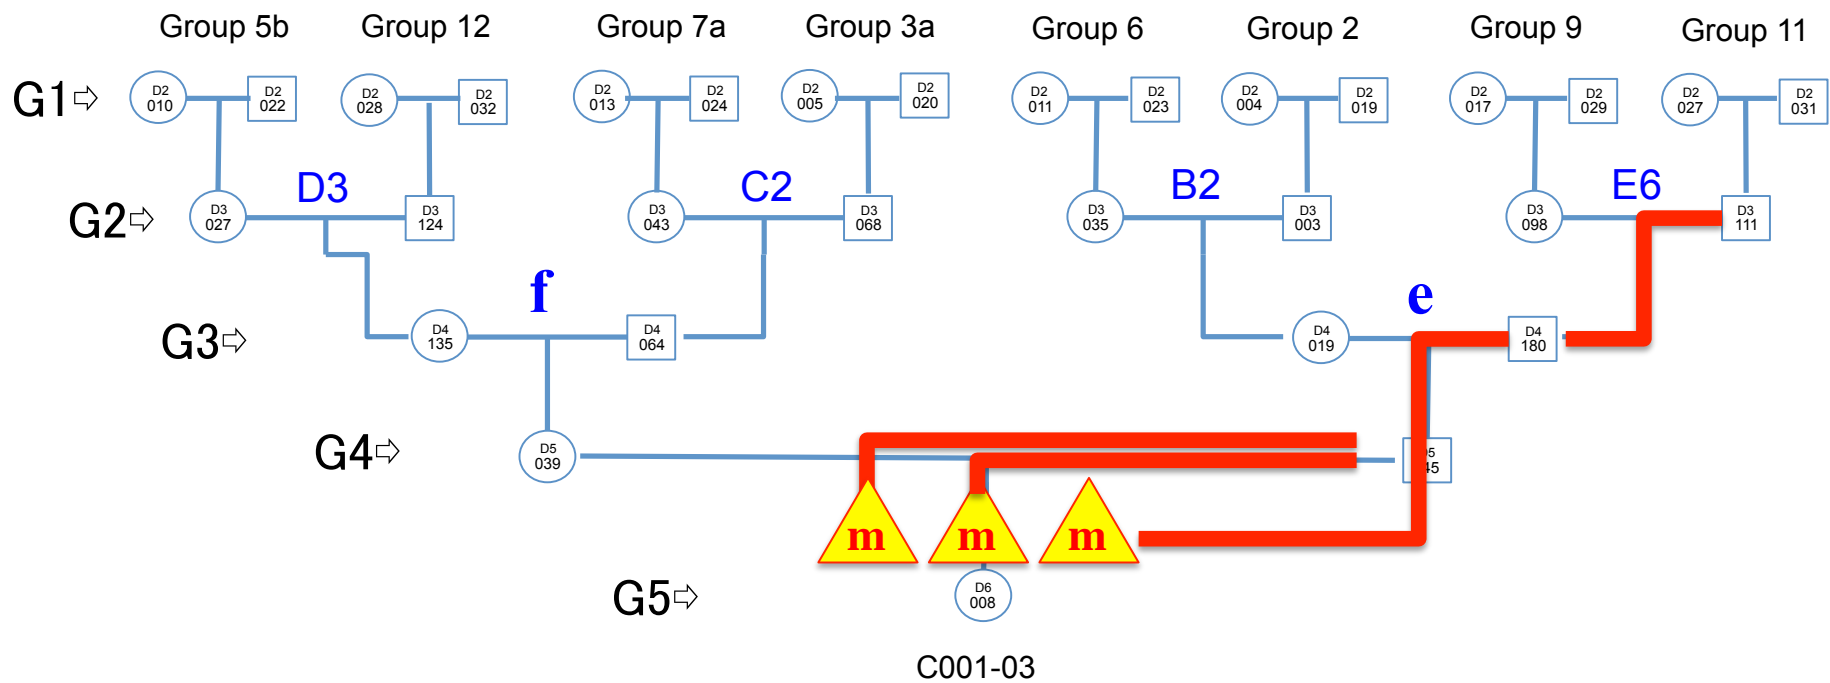 Group 5b Group 12 Group 7a Group 3a Group 6 Group 2 Group 9 Group 11
G1⇨ D2 010 D2 022 D2 028 D2 032 D2 013 D2 024 D2 005 D2 020 D2 011 D2 023 D2 004 D2 019 D2 017 D2 029 D2 027 D2 031
D3 C2 B2 E6
G2⇨ D3 027 D3 124 D3 043 D3 068 D3 035 D3 003 D3 098 D3 111
f e
G3⇨ D4 135 D4 064 D4 019 D4 180
G4⇨ D5 039
m m m
G5⇨ D6 008
C001-03